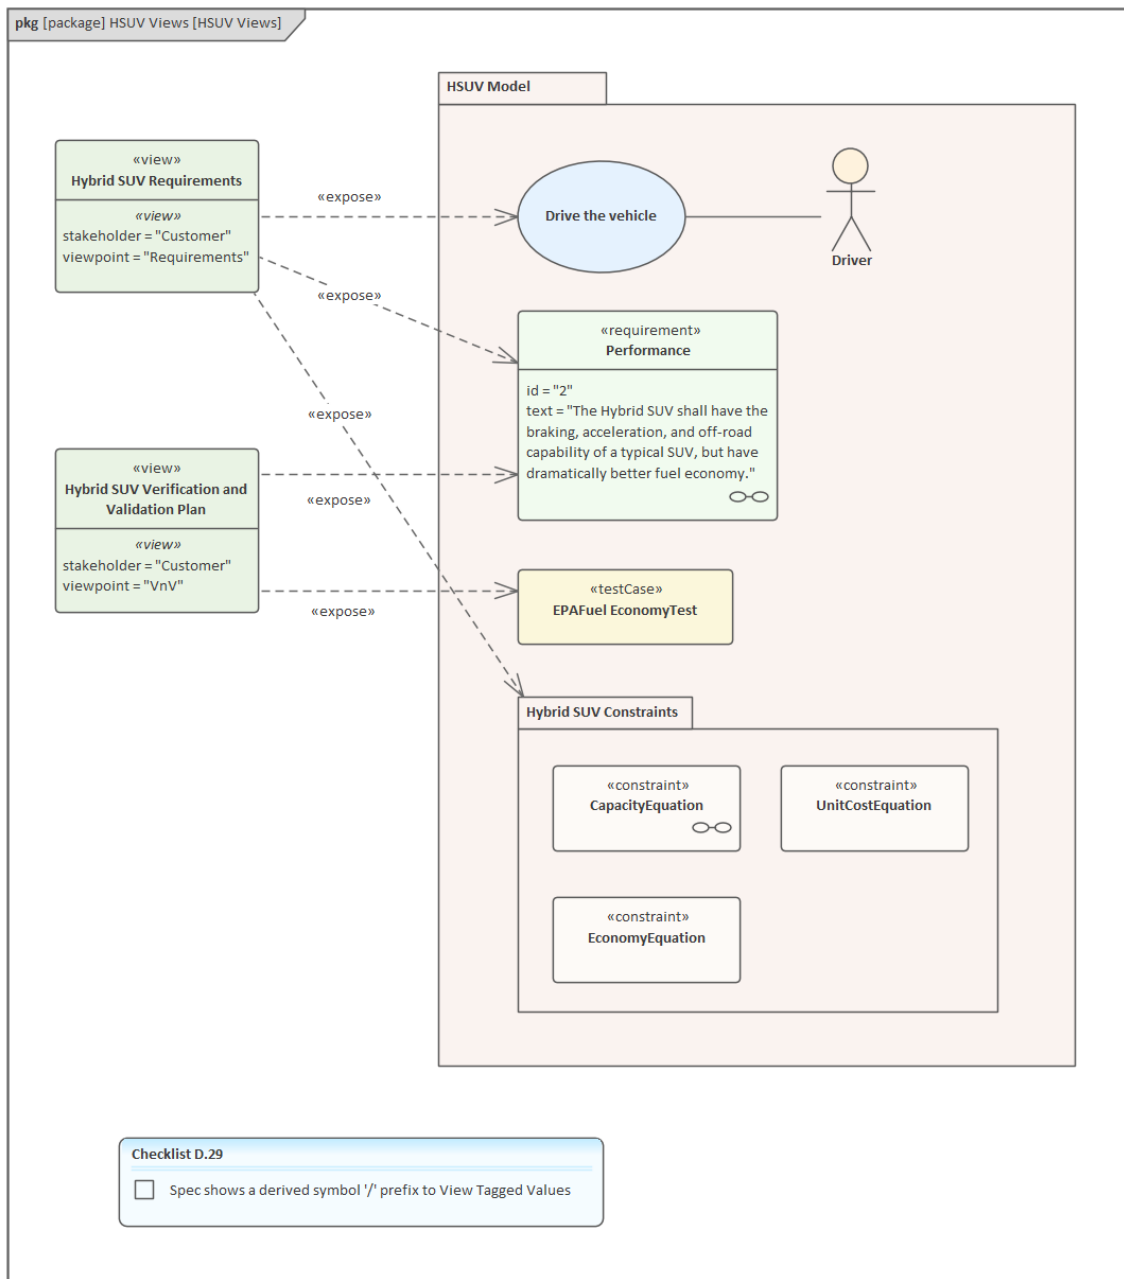 pkg [package] HSUV Views [HSUV Views]
HSUV Model
«view»
Hybrid SUV Requirements
«view»
stakeholder = "Customer"
viewpoint = "Requirements"
«expose»
Drive the vehicle
Driver
«expose»
«requirement»
Performance
id = "2"
text = "The Hybrid SUV shall have the
braking, acceleration, and off-road
capability of a typical SUV, but have
dramatically better fuel economy."
«expose»
«view»
Hybrid SUV Verification and
Validation Plan
«view»
stakeholder = "Customer"
viewpoint = "VnV"
«expose»
«expose»
«testCase»
EPAFuel EconomyTest
Hybrid SUV Constraints
«constraint»
CapacityEquation
«constraint»
UnitCostEquation
«constraint»
EconomyEquation
Checklist D.29
Spec shows a derived symbol '/' prefix to View Tagged Values